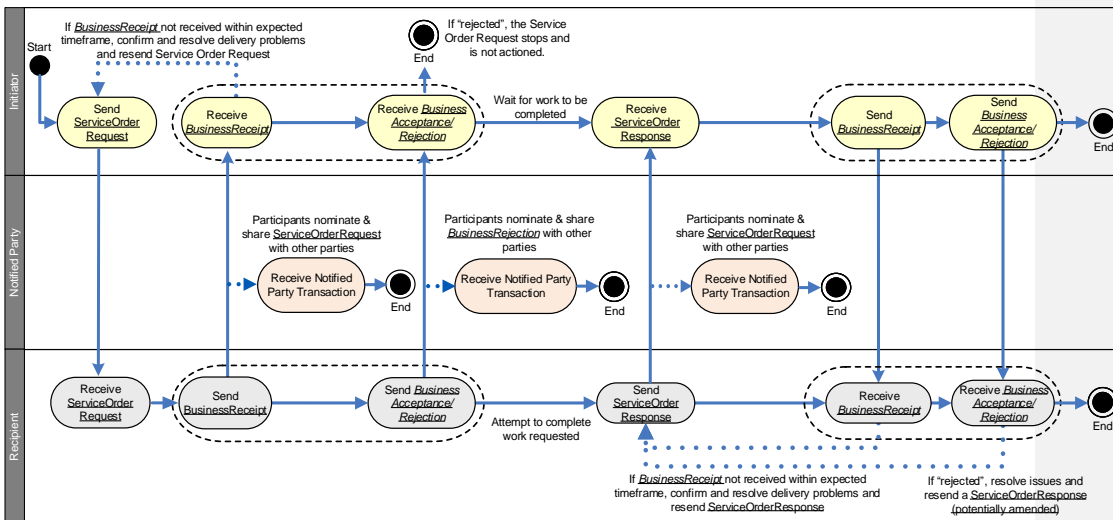 Initiator
If BusinessReceipt not received within expected
timeframe, confirm and resolve delivery problems
and resend Service Order Request
Start
If “rejected”, the Service
Order Request stops and
is not actioned.
End
Send
ServiceOrder
Request
Receive
BusinessReceipt
Receive Business
Acceptance/
Rejection
Wait for work to be
completed
Receive
ServiceOrder
Response
Send
BusinessReceipt
Send
Business
Acceptance/
Rejection
End
Notified Party
Participants nominate &
share ServiceOrderRequest
with other parties
Receive Notified
Party Transaction
End
Participants nominate & share
BusinessRejection with other
parties
Receive Notified Party
Transaction
End
Participants nominate &
share ServiceOrderRequest
with other parties
Receive Notified
Party Transaction
End
Recipient
Receive
ServiceOrder
Request
Send
BusinessReceipt
Send Business
Acceptance/
Rejection
Attempt to complete
work requested
Send
ServiceOrder
Response
Receive
BusinessReceipt
Receive Business
Acceptance/
Rejection
End
If BusinessReceipt not received within expected
timeframe, confirm and resolve delivery problems and
resend ServiceOrderResponse
If “rejected”, resolve issues and
resend a ServiceOrderResponse
(potentially amended)